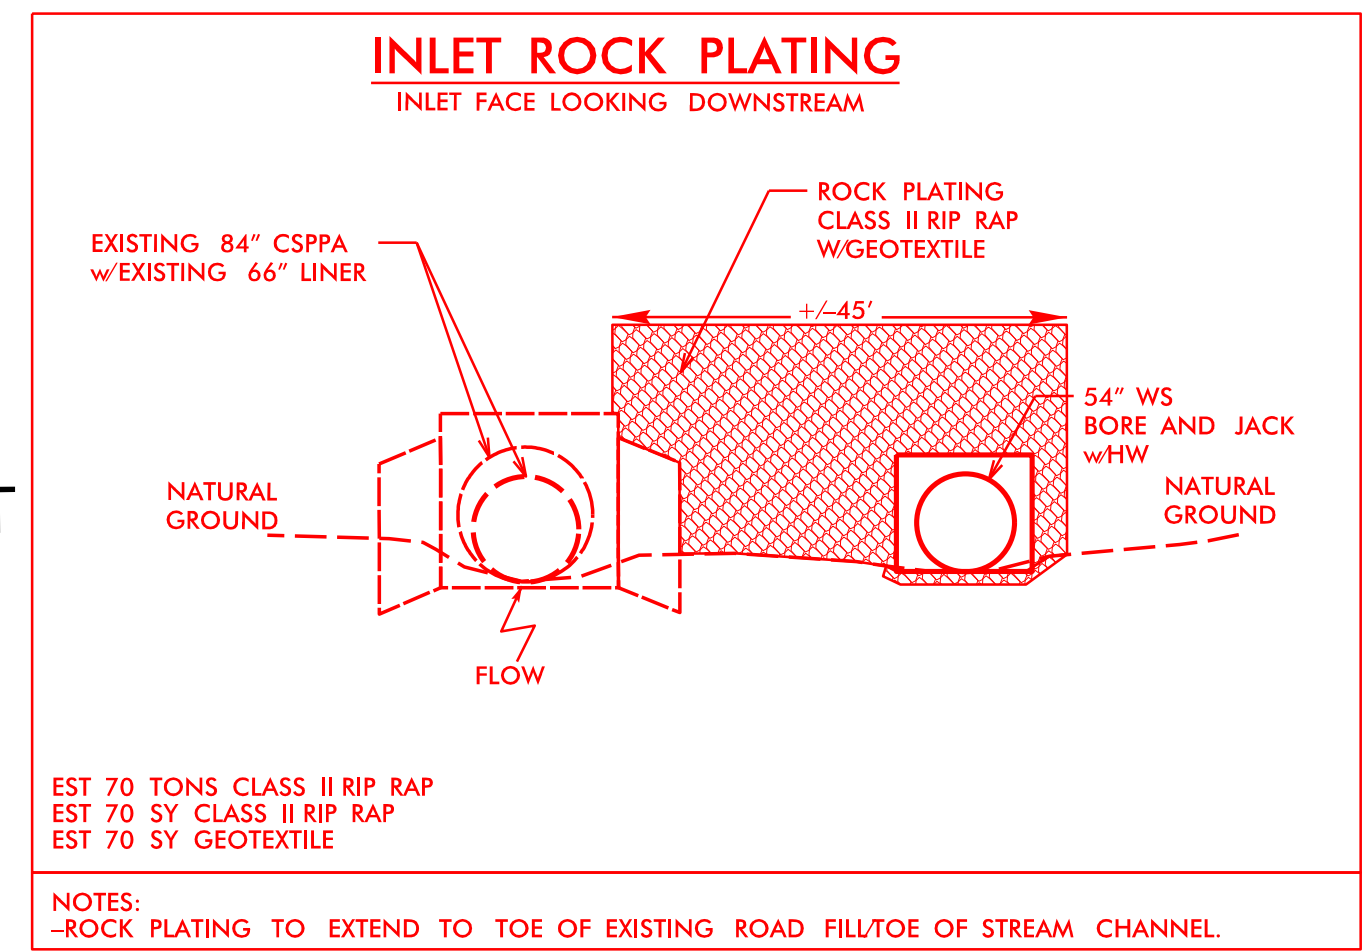 INLET ROCK PLATING
INLET FACE LOOKING DOWNSTREAM
ROCK PLATING
CLASS II RIP RAP
W/GEOTEXTILE
EXISTING 84" CSPPA
w/EXISTING 66" LINER
+/-45'
54" WS
BORE AND JACK
w/HW
NATURAL
GROUND
NATURAL
GROUND
FLOW
EST 70 TONS CLASS II RIP RAP
EST 70 SY CLASS II RIP RAP
EST 70 SY GEOTEXTILE
NOTES:
-ROCK PLATING TO EXTEND TO TOE OF EXISTING ROAD FILL/TOE OF STREAM CHANNEL.